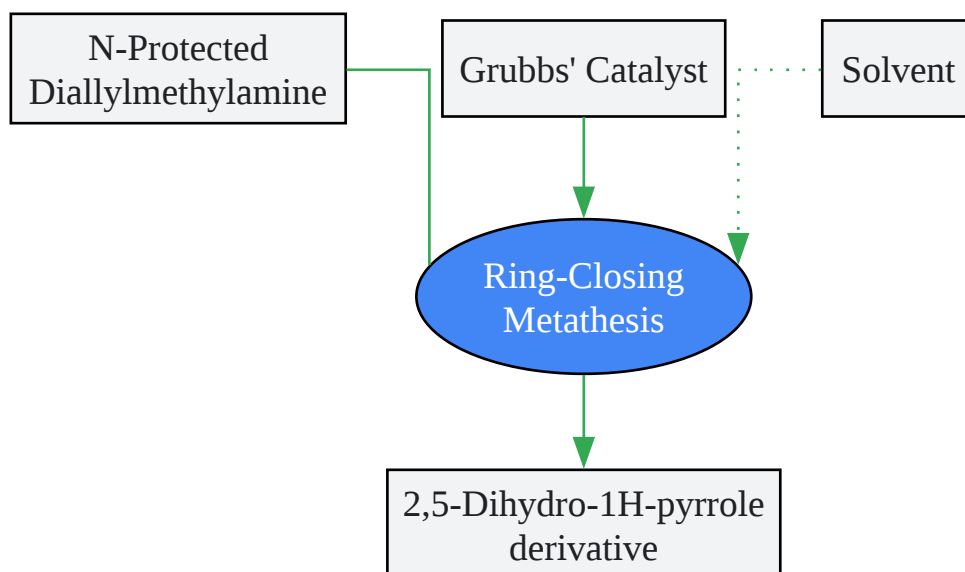 N-Protected
Diallylmethylamine
Grubbs' Catalyst
Solvent
Ring-Closing
Metathesis
2,5-Dihydro-1H-pyrrole
derivative